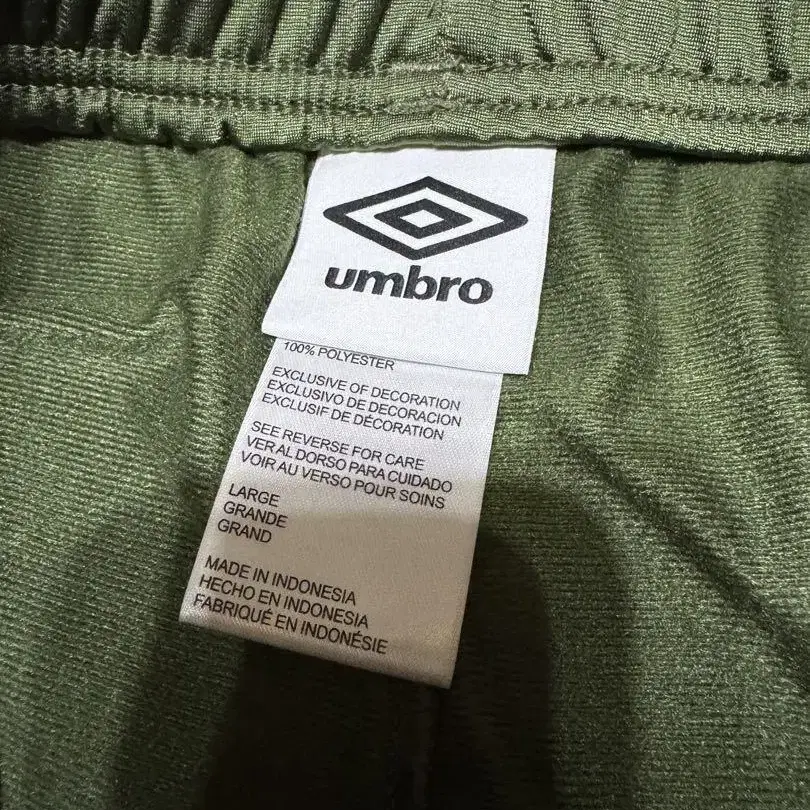 umbro
100% POLYESTER
EXCLUSIVE OF DECORATION
EXCLUSIVO DE DECORACION
EXCLUSIF DE DÉCORATION
SEE REVERSE FOR CARE
VER AL DORSO PARA CUIDADO
VOIR AU VERSO POUR SOINS
LARGE
GRANDE
GRAND
MADE IN INDONESIA
HECHO EN INDONESIA
FABRIQUÉ EN INDONÉSIE